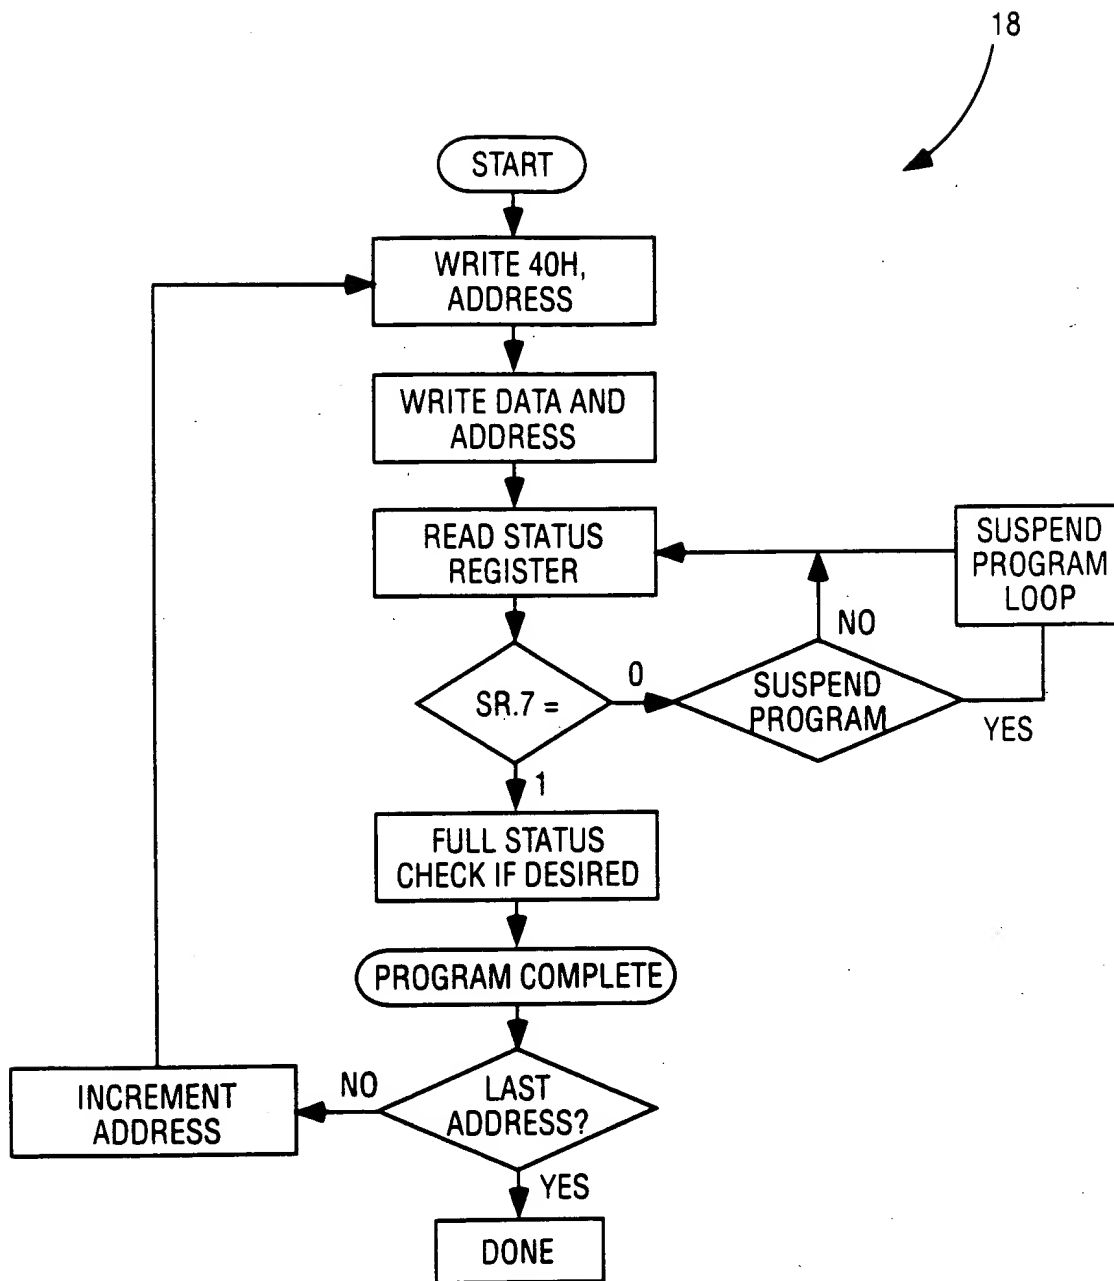 18
START
WRITE 40H,
ADDRESS
WRITE DATA AND
ADDRESS
READ STATUS
REGISTER
SUSPEND
PROGRAM
LOOP
NO
SR.7 =
0
SUSPEND
PROGRAM
YES
1
FULL STATUS
CHECK IF DESIRED
PROGRAM COMPLETE
INCREMENT
ADDRESS
NO
LAST
ADDRESS?
YES
DONE